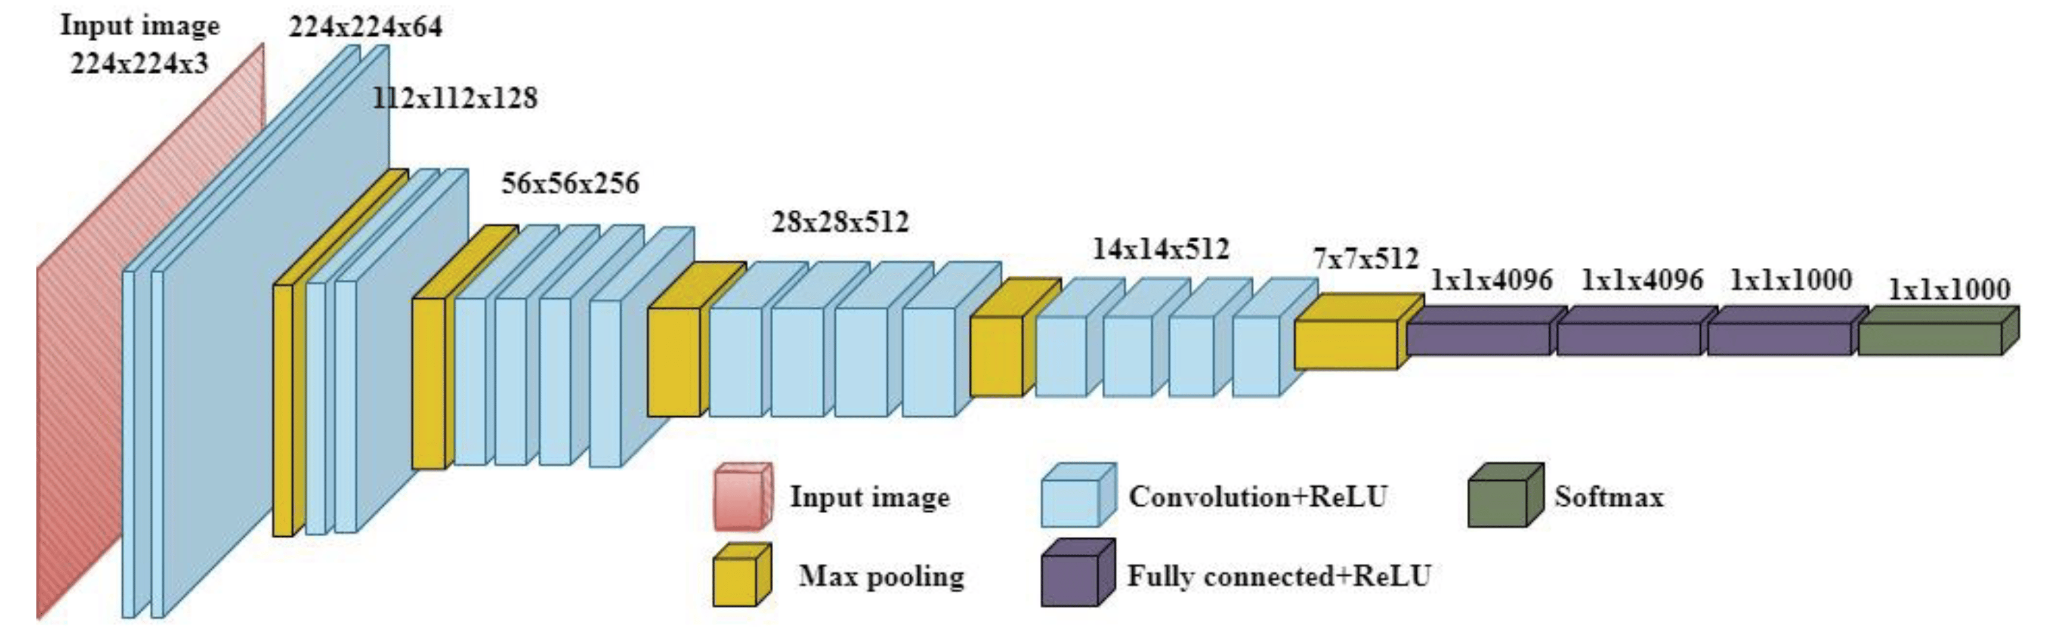 Input image
224x224x3
224x224x64
112x112x128
56x56x256
28x28x512
14x14x512
7x7x512
1x1x4096
1x1x4096
1x1x1000
1x1x1000
Input image
Convolution+ReLU
Softmax
Max pooling
Fully connected+ReLU